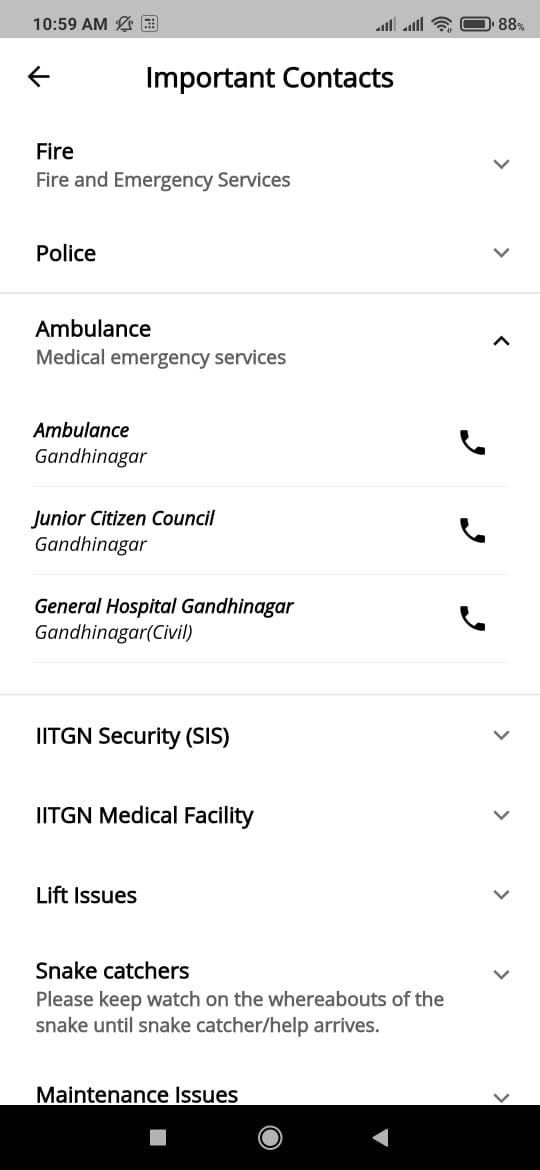 10:59 AM
88%
Important Contacts
Fire
Fire and Emergency Services
Police
Ambulance
Medical emergency services
Ambulance
Gandhinagar
Junior Citizen Council
Gandhinagar
General Hospital Gandhinagar
Gandhinagar(Civil)
IITGN Security (SIS)
IITGN Medical Facility
Lift Issues
Snake catchers
Please keep watch on the whereabouts of the
snake until snake catcher/help arrives.
Maintenance Issues